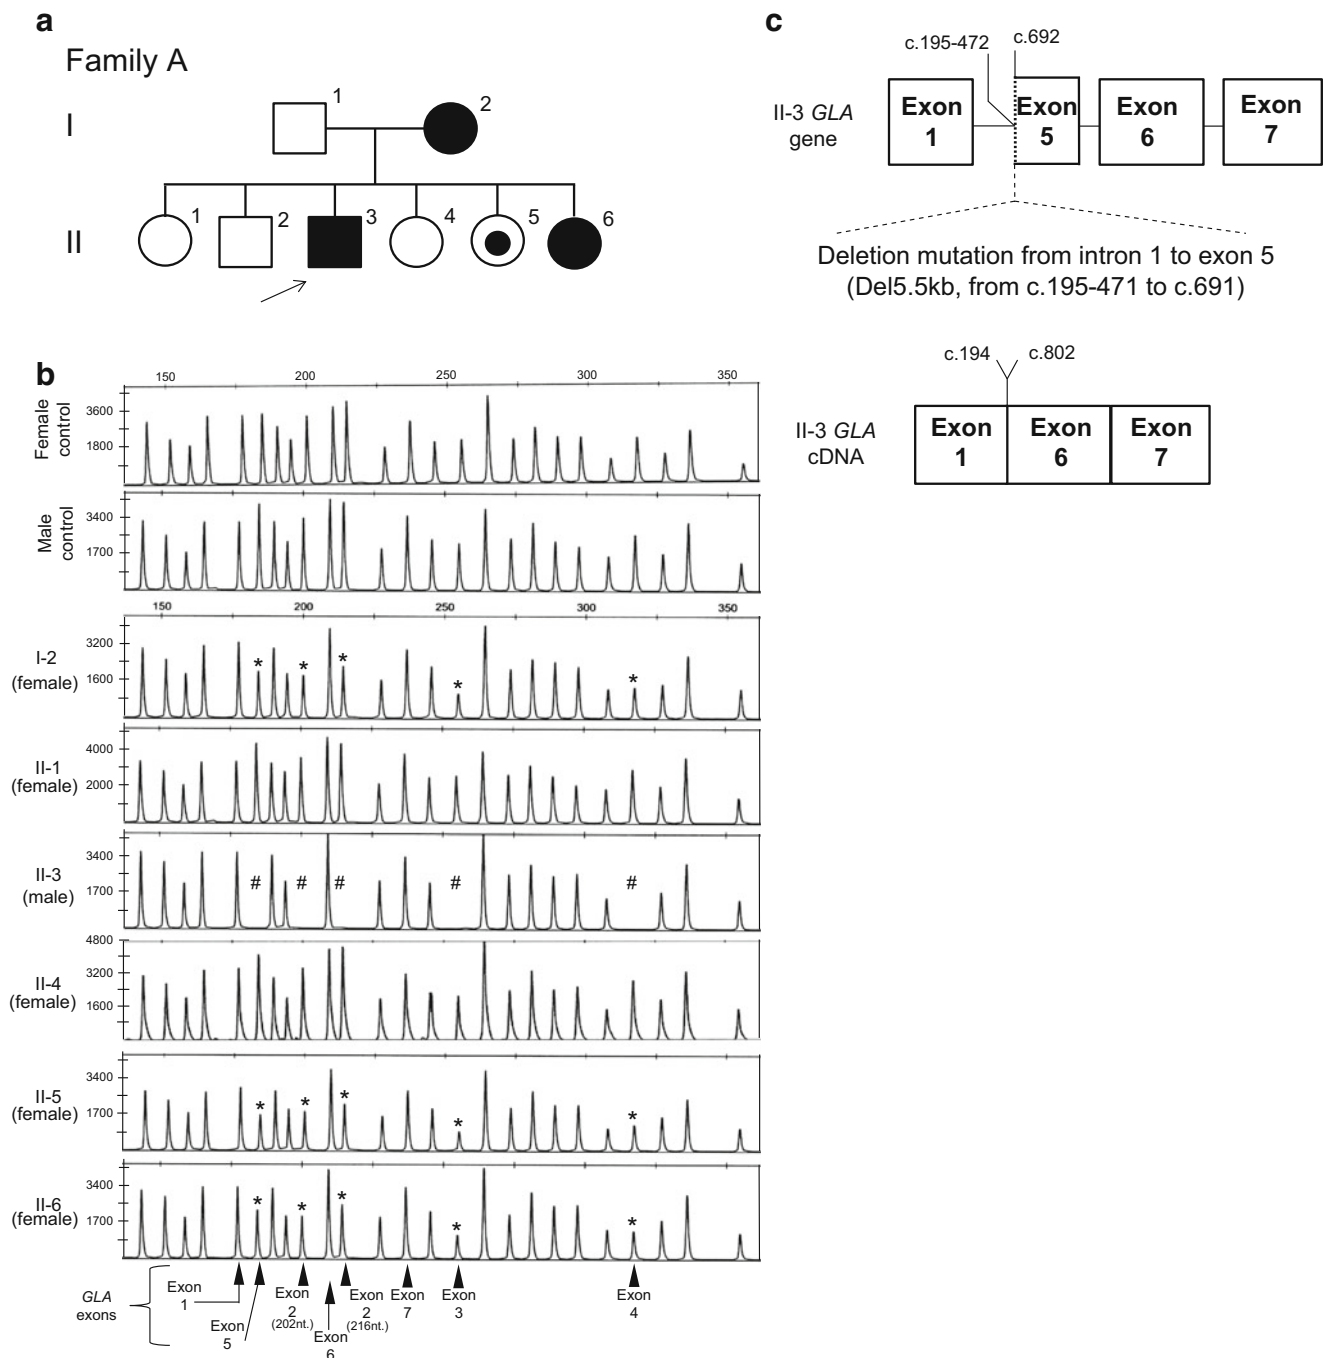 a
Family A
I
1
2
II
1
2
3
4
5
6
b
150
200
250
300
350
Female
control
3600
1800
Male
control
3400
1700
150
200
250
300
350
I-2
(female)
3200
1600
*
*
*
*
*
II-1
(female)
4000
2000
II-3
(male)
3400
1700
#
#
#
#
#
II-4
(female)
4800
3200
1600
II-5
(female)
3400
1700
*
*
*
*
*
II-6
(female)
3400
1700
*
*
*
*
*
GLA
exons
Exon
1
Exon
5
Exon
2
(202nt.)
Exon
6
Exon
2
(216nt.)
Exon
7
Exon
3
Exon
4
c
c.195-472
c.692
II-3 GLA
gene
Exon
1
Exon
5
Exon
6
Exon
7
Deletion mutation from intron 1 to exon 5
(Del5.5kb, from c.195-471 to c.691)
c.194
c.802
II-3 GLA
cDNA
Exon
1
Exon
6
Exon
7